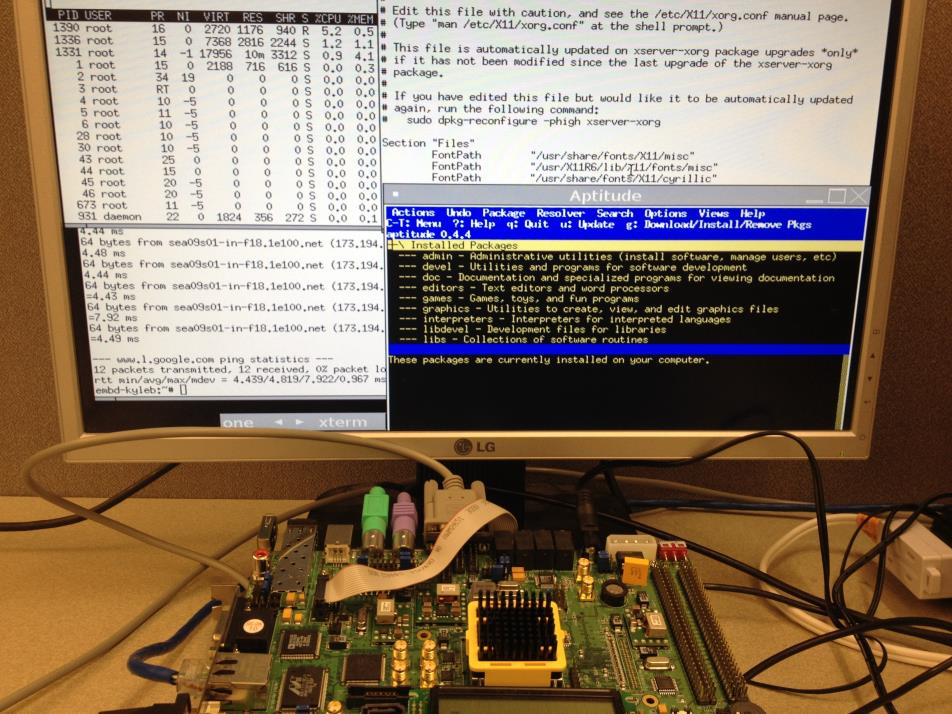 PID USER PR NI VIRT RES SHR S %CPU %MEM
1390 root 16 0 2720 1176 940 R 5.2 0.5
1336 root 15 0 7368 2816 2244 S 1.2 1.1
1331 root 14 -1 17956 10m 3312 S 0.9 4.1
1 root 15 0 2188 716 616 S 0.0 0.3
2 root 34 19 0 0 0 S 0.0 0.0
3 root RT 0 0 0 0 S 0.0 0.0
4 root 10 -5 0 0 0 S 0.0 0.0
5 root 11 -5 0 0 0 S 0.0 0.0
6 root 10 -5 0 0 0 S 0.0 0.0
28 root 10 -5 0 0 0 S 0.0 0.0
30 root 10 -5 0 0 0 S 0.0 0.0
43 root 25 0 0 0 0 S 0.0 0.0
44 root 15 0 0 0 0 S 0.0 0.0
45 root 20 -5 0 0 0 S 0.0 0.0
46 root 20 -5 0 0 0 S 0.0 0.0
673 root 11 -5 0 0 0 S 0.0 0.0
931 daemon 22 0 1824 356 272 S 0.0 0.1
# Edit this file with caution, and see the /etc/X11/xorg.conf manual page.
# (Type "man /etc/X11/xorg.conf" at the shell prompt.)
#
# This file is automatically updated on xserver-xorg package upgrades *only*
# if it has not been modified since the last upgrade of the xserver-xorg
# package.
#
# If you have edited this file but would like it to be automatically updated
# again, run the following command:
# sudo dpkg-reconfigure -phigh xserver-xorg
Section "Files"
FontPath "/usr/share/fonts/X11/misc"
FontPath "/usr/X11R6/lib/X11/fonts/misc"
FontPath "/usr/share/fonts/X11/cyrillic"
4.44 ms
64 bytes from sea09s01-in-f18.1e100.net (173.194.
4.48 ms
64 bytes from sea09s01-in-f18.1e100.net (173.194.
4.44 ms
64 bytes from sea09s01-in-f18.1e100.net (173.194.
=4.43 ms
64 bytes from sea09s01-in-f18.1e100.net (173.194.
=7.92 ms
64 bytes from sea09s01-in-f18.1e100.net (173.194.
=4.49 ms
--- www.l.google.com ping statistics ---
12 packets transmitted, 12 received, 0% packet lo
rtt min/avg/max/mdev = 4.439/4.819/7.922/0.967 ms
embd-kyleb:~#
Aptitude
Actions Undo Package Resolver Search Options Views Help
C-T: Menu ?: Help q: Quit u: Update g: Download/Install/Remove Pkgs
aptitude 0.4.4
--\ Installed Packages
--- admin - Administrative utilities (install software, manage users, etc)
--- devel - Utilities and programs for software development
--- doc - Documentation and specialized programs for viewing documentation
--- editors - Text editors and word processors
--- games - Games, toys, and fun programs
--- graphics - Utilities to create, view, and edit graphics files
--- interpreters - Interpreters for interpreted languages
--- libdevel - Development files for libraries
--- libs - Collections of software routines
These packages are currently installed on your computer.
one ◄ ► xterm
LG